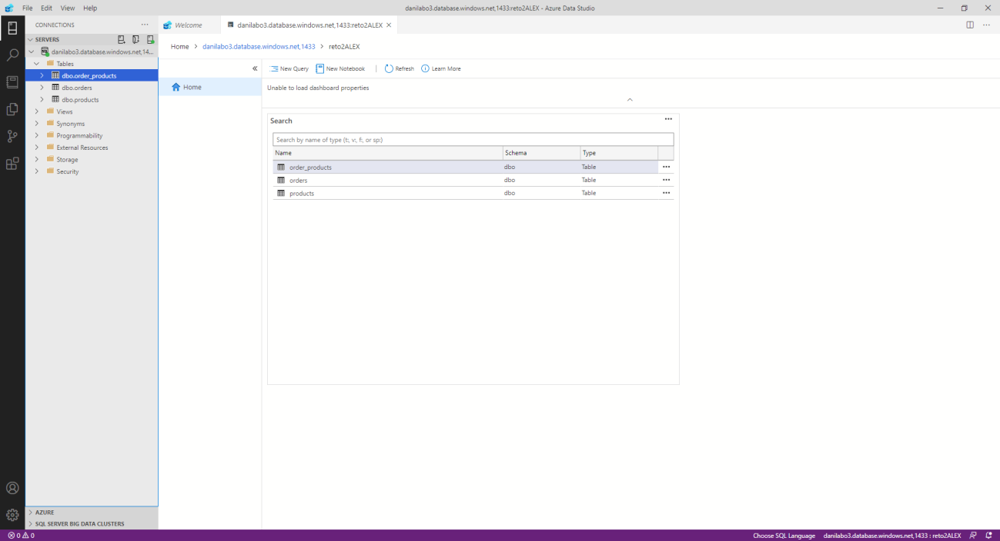 File Edit View Help
danilabo3.database.windows.net,1433:reto2ALEX - Azure Data Studio
CONNECTIONS
SERVERS
danilabo3.database.windows.net,14...
Tables
dbo.order_products
dbo.orders
dbo.products
Views
Synonyms
Programmability
External Resources
Storage
Security
AZURE
SQL SERVER BIG DATA CLUSTERS
Welcome
danilabo3.database.windows.net,1433:reto2ALEX
Home > danilabo3.database.windows.net,1433 > reto2ALEX
Home
New Query New Notebook | Refresh Learn More
Unable to load dashboard properties
Search
Search by name of type (t:, v:, f:, or sp:)
Name Schema Type
order_products dbo Table
orders dbo Table
products dbo Table
0 0
Choose SQL Language danilabo3.database.windows.net,1433 : reto2ALEX